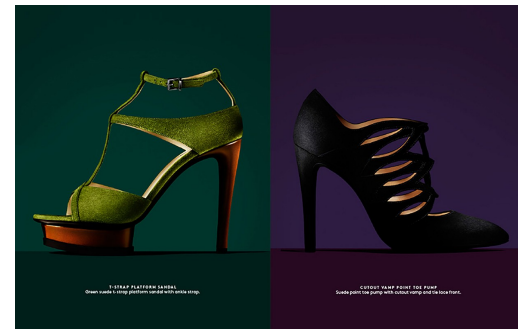 T-STRAP PLATFORM SANDAL
Green suede t-strap platform sandal with ankle strap.
CUTOUT VAMP POINT TOE PUMP
Suede point toe pump with cutout vamp and tie lace front.